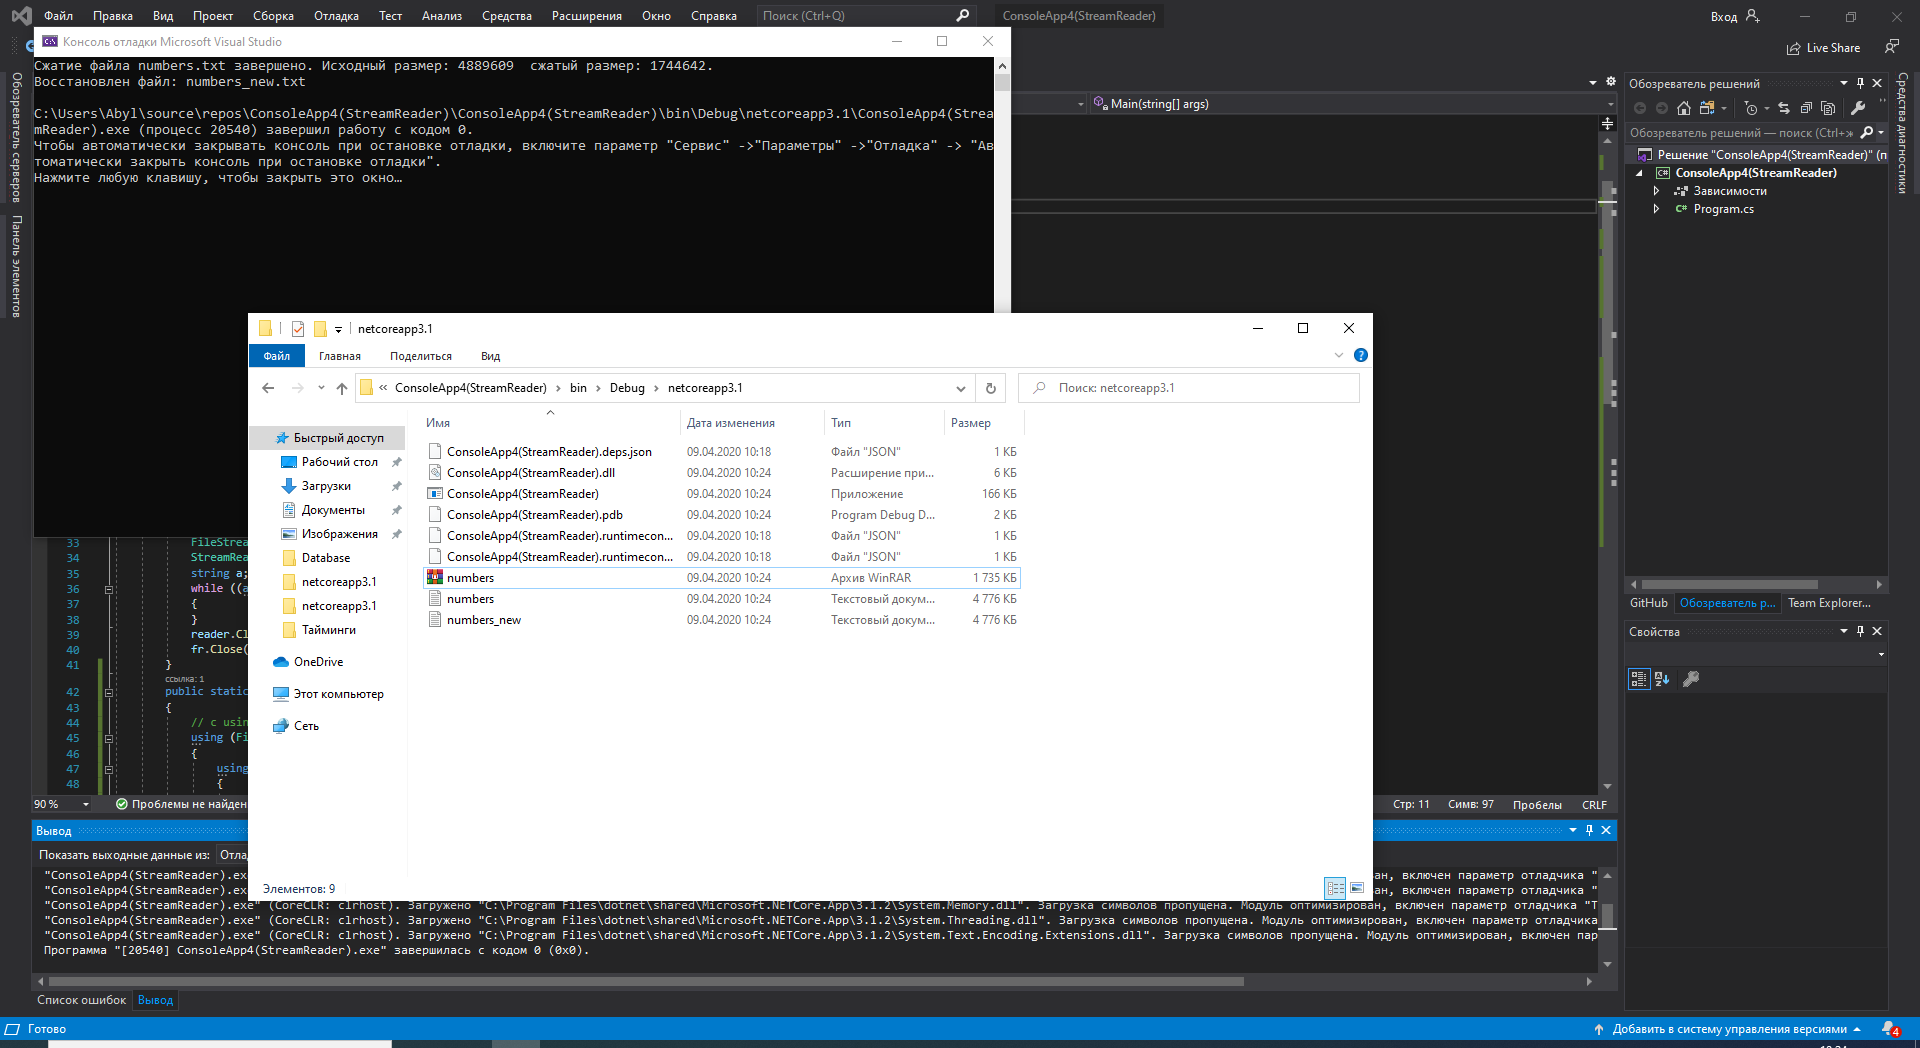 Файл Правка Вид Проект Сборка Отладка Тест Анализ Средства Расширения Окно Справка Поиск (Ctrl+Q) ConsoleApp4(StreamReader) Вход
Live Share
Консоль отладки Microsoft Visual Studio
Сжатие файла numbers.txt завершено. Исходный размер: 4889609  сжатый размер: 1744642.
Восстановлен файл: numbers_new.txt
C:\Users\Abyl\source\repos\ConsoleApp4(StreamReader)\ConsoleApp4(StreamReader)\bin\Debug\netcoreapp3.1\ConsoleApp4(Strea
mReader).exe (процесс 20540) завершил работу с кодом 0.
Чтобы автоматически закрывать консоль при остановке отладки, включите параметр "Сервис" ->"Параметры" ->"Отладка" -> "Ав
томатически закрыть консоль при остановке отладки".
Нажмите любую клавишу, чтобы закрыть это окно…
Обозреватель серверов
Панель элементов
Main(string[] args)
Обозреватель решений
Обозреватель решений — поиск (Ctrl+ж
Решение "ConsoleApp4(StreamReader)" (п
ConsoleApp4(StreamReader)
Зависимости
C# Program.cs
Средства диагностики
GitHub Обозреватель р... Team Explorer...
Свойства
netcoreapp3.1
Файл Главная Поделиться Вид
« ConsoleApp4(StreamReader) › bin › Debug › netcoreapp3.1
Поиск: netcoreapp3.1
Имя Дата изменения Тип Размер
ConsoleApp4(StreamReader).deps.json 09.04.2020 10:18 Файл "JSON" 1 КБ
ConsoleApp4(StreamReader).dll 09.04.2020 10:24 Расширение при... 6 КБ
ConsoleApp4(StreamReader) 09.04.2020 10:24 Приложение 166 КБ
ConsoleApp4(StreamReader).pdb 09.04.2020 10:24 Program Debug D... 2 КБ
ConsoleApp4(StreamReader).runtimecon... 09.04.2020 10:18 Файл "JSON" 1 КБ
ConsoleApp4(StreamReader).runtimecon... 09.04.2020 10:18 Файл "JSON" 1 КБ
numbers 09.04.2020 10:24 Архив WinRAR 1 735 КБ
numbers 09.04.2020 10:24 Текстовый докум... 4 776 КБ
numbers_new 09.04.2020 10:24 Текстовый докум... 4 776 КБ
Быстрый доступ
Рабочий стол
Загрузки
Документы
Изображения
Database
netcoreapp3.1
netcoreapp3.1
Тайминги
OneDrive
Этот компьютер
Сеть
Элементов: 9
33 FileStrea
34 StreamRea
35 string a;
36 while ((a
37 {
38 }
39 reader.Cl
40 fr.Close(
41 }
ссылка: 1
42 public static
43 {
44 // с usin
45 using (Fi
46 {
47 using
48 {
90 % Проблемы не найден
Стр: 11 Симв: 97 Пробелы CRLF
Вывод
Показать выходные данные из: Отлад
"ConsoleApp4(StreamReader).ex ан, включен параметр отладчика "
"ConsoleApp4(StreamReader).ex ан, включен параметр отладчика "
"ConsoleApp4(StreamReader).exe" (CoreCLR: clrhost). Загружено "C:\Program Files\dotnet\shared\Microsoft.NETCore.App\3.1.2\System.Memory.dll". Загрузка символов пропущена. Модуль оптимизирован, включен параметр отладчика "Т
"ConsoleApp4(StreamReader).exe" (CoreCLR: clrhost). Загружено "C:\Program Files\dotnet\shared\Microsoft.NETCore.App\3.1.2\System.Threading.dll". Загрузка символов пропущена. Модуль оптимизирован, включен параметр отладчика
"ConsoleApp4(StreamReader).exe" (CoreCLR: clrhost). Загружено "C:\Program Files\dotnet\shared\Microsoft.NETCore.App\3.1.2\System.Text.Encoding.Extensions.dll". Загрузка символов пропущена. Модуль оптимизирован, включен пар
Программа "[20540] ConsoleApp4(StreamReader).exe" завершилась с кодом 0 (0x0).
Список ошибок Вывод
Готово Добавить в систему управления версиями 4